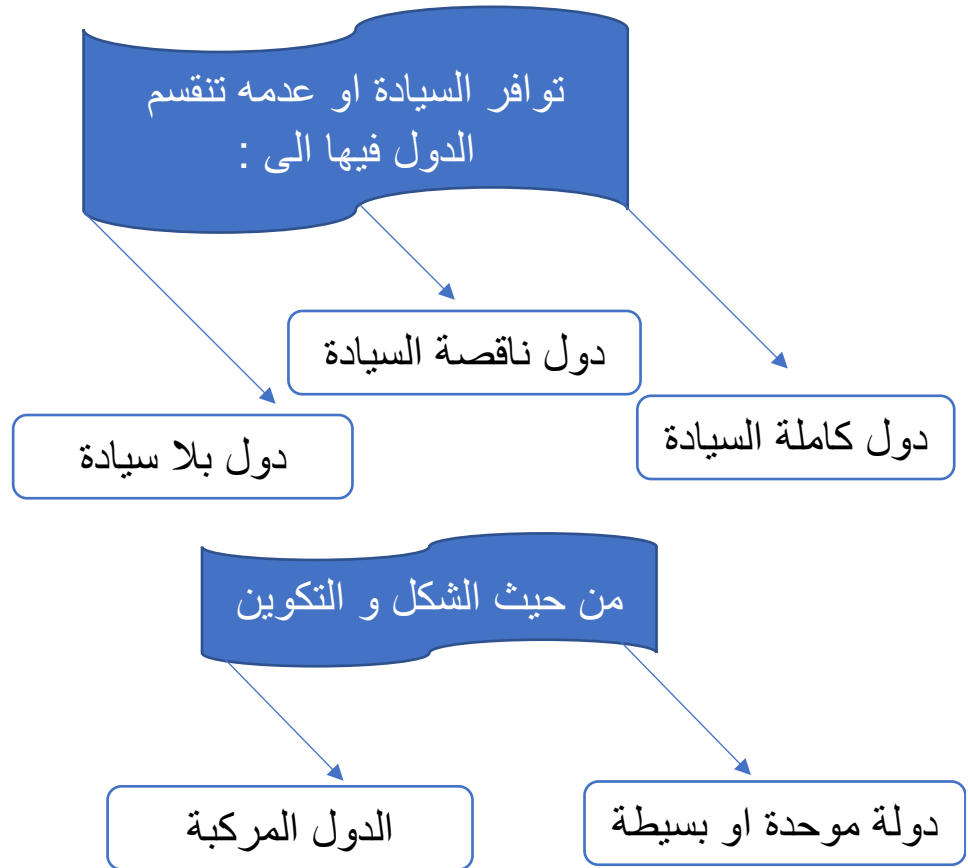 توافر السيادة او عدمه تنقسم
الدول فيها الى :
دول كاملة السيادة
دول ناقصة السيادة
دول بلا سيادة
من حيث الشكل و التكوين
دولة موحدة او بسيطة
الدول المركبة